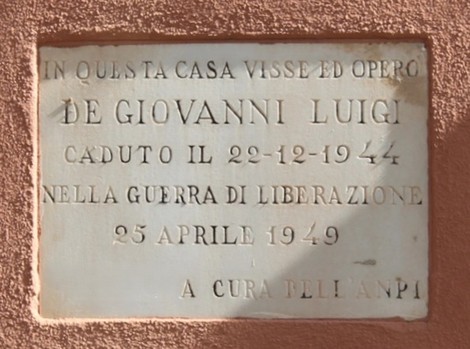 IN QUESTA CASA VISSE ED OPERÒ
DE GIOVANNI LUIGI
CADUTO IL 22-12-1944
NELLA GUERRA DI LIBERAZIONE
25 APRILE 1949
A CURA DELL'ANPI